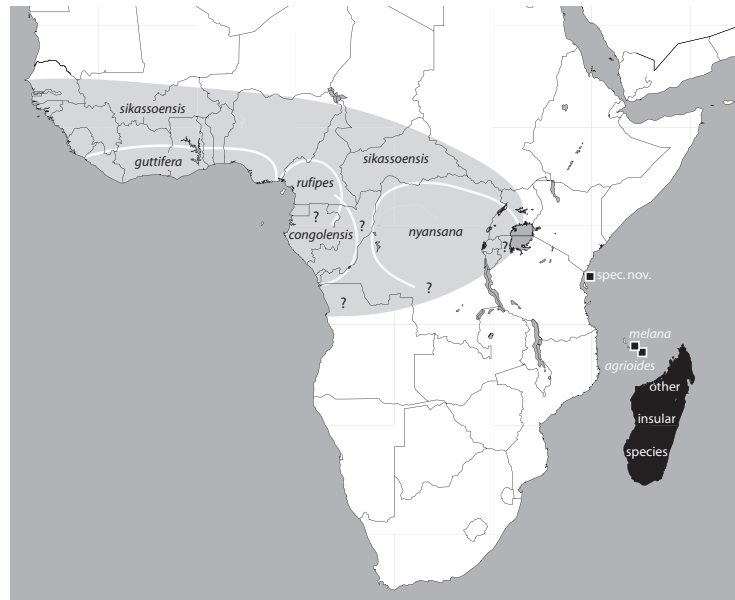 sikassoensis
guttifera
sikassoensis
rufipes
?
?
congolensis
nyansana
?
?
?
spec. nov.
melana
agrioides
other
insular
species